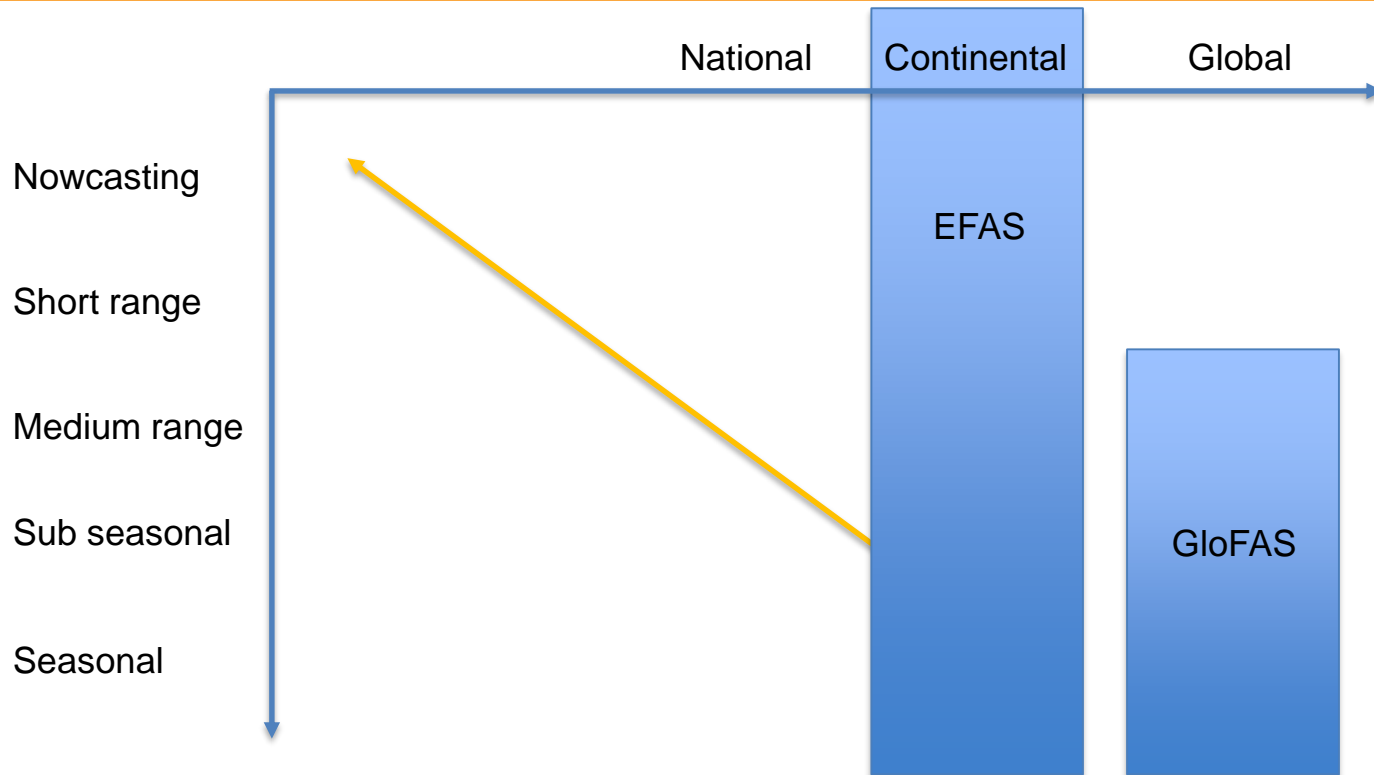 National Continental Global
Nowcasting
EFAS
Short range
Medium range
Sub seasonal
GloFAS
Seasonal